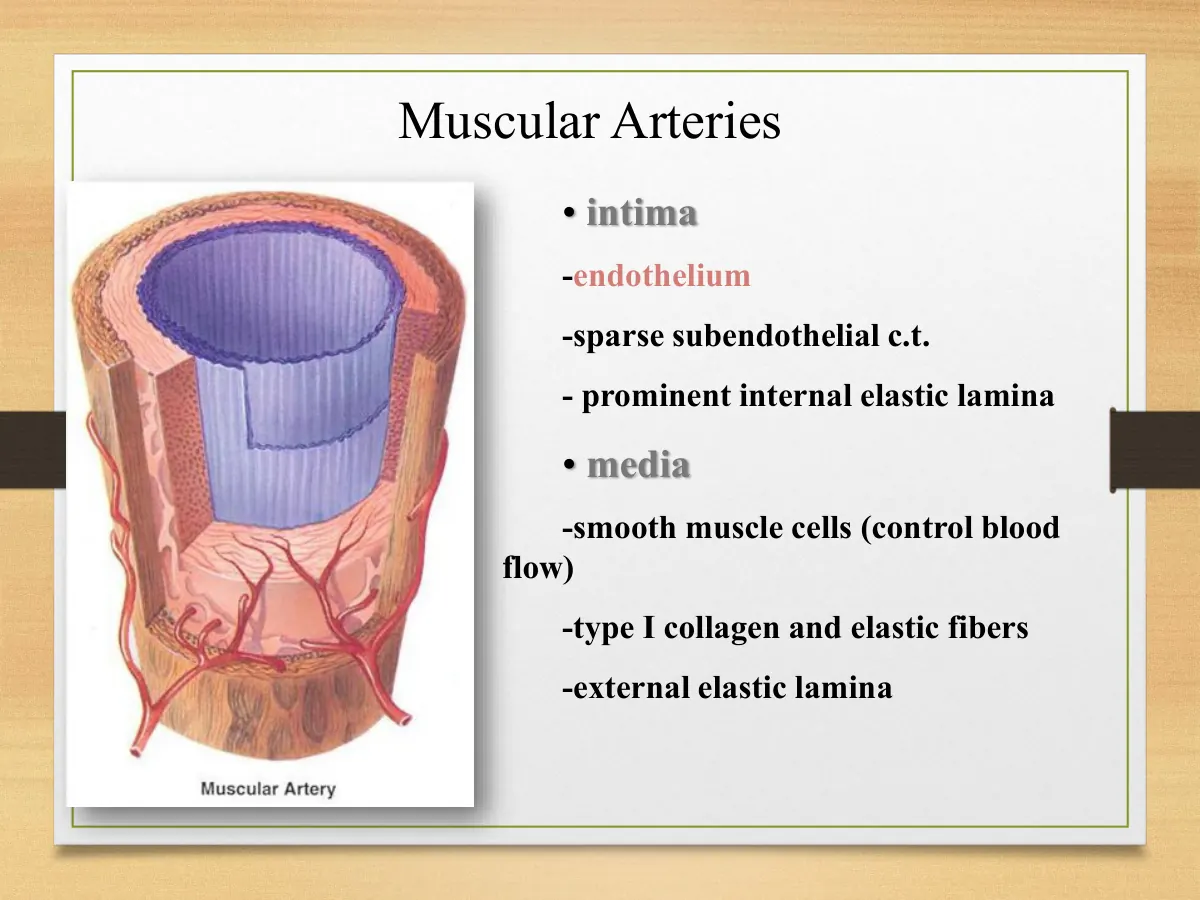 Muscular Arteries
• intima
-endothelium
-sparse subendothelial c.t.
- prominent internal elastic lamina
• media
-smooth muscle cells (control blood
flow)
-type I collagen and elastic fibers
-external elastic lamina
Muscular Artery